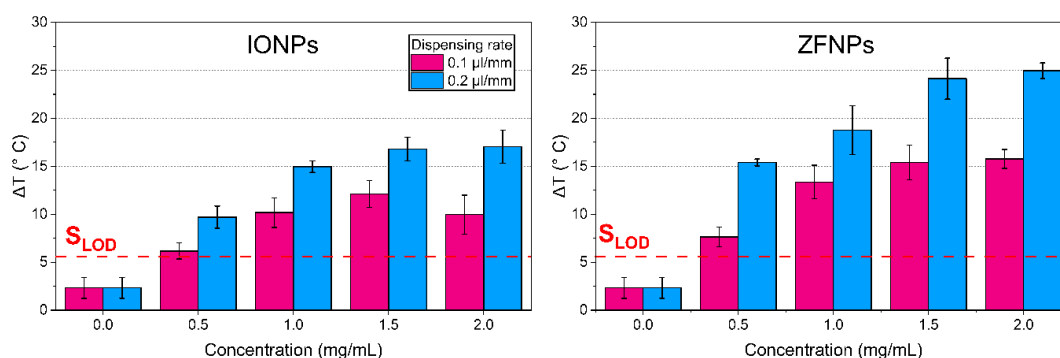 IONPs
Dispensing rate
0.1 µl/mm
0.2 µl/mm
ΔT (° C)
30
25
20
15
10
5
0
S_LOD
0.0
0.5
1.0
1.5
2.0
Concentration (mg/mL)
ZFNPs
ΔT (° C)
30
25
20
15
10
5
0
S_LOD
0.0
0.5
1.0
1.5
2.0
Concentration (mg/mL)